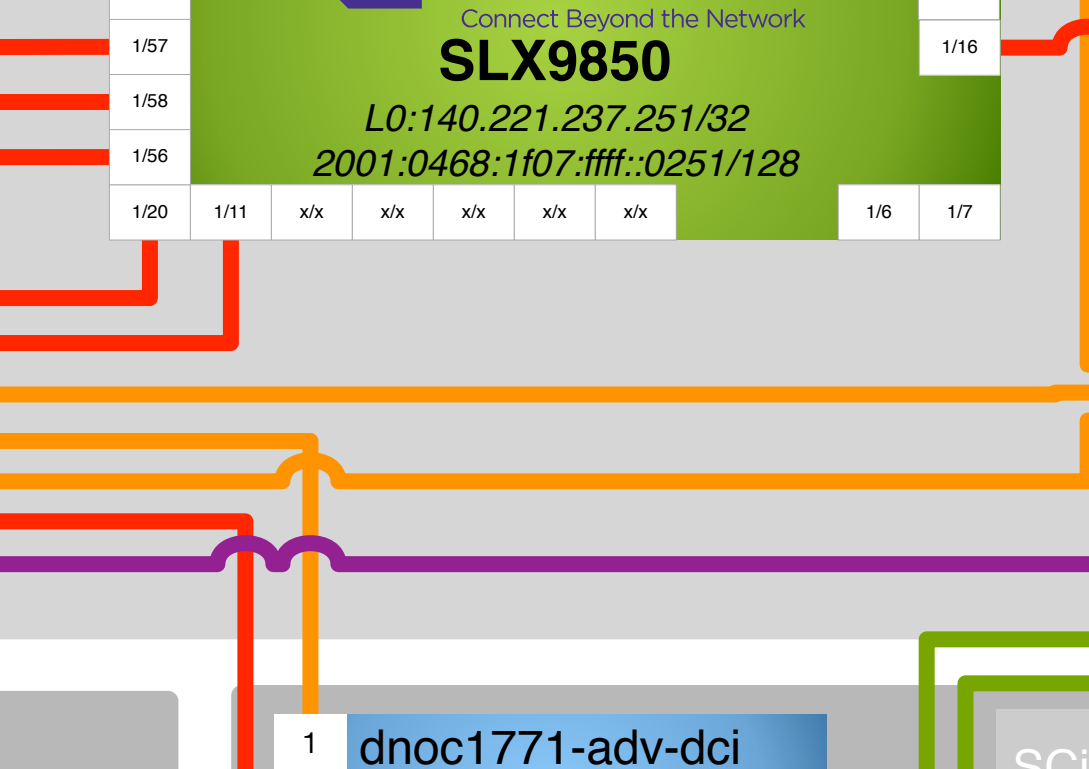 Connect Beyond the Network
1/57
SLX9850
1/16
1/58
L0:140.221.237.251/32
1/56
2001:0468:1f07:ffff::0251/128
1/20 1/11 x/x x/x x/x x/x x/x 1/6 1/7
1 dnoc1771-adv-dci